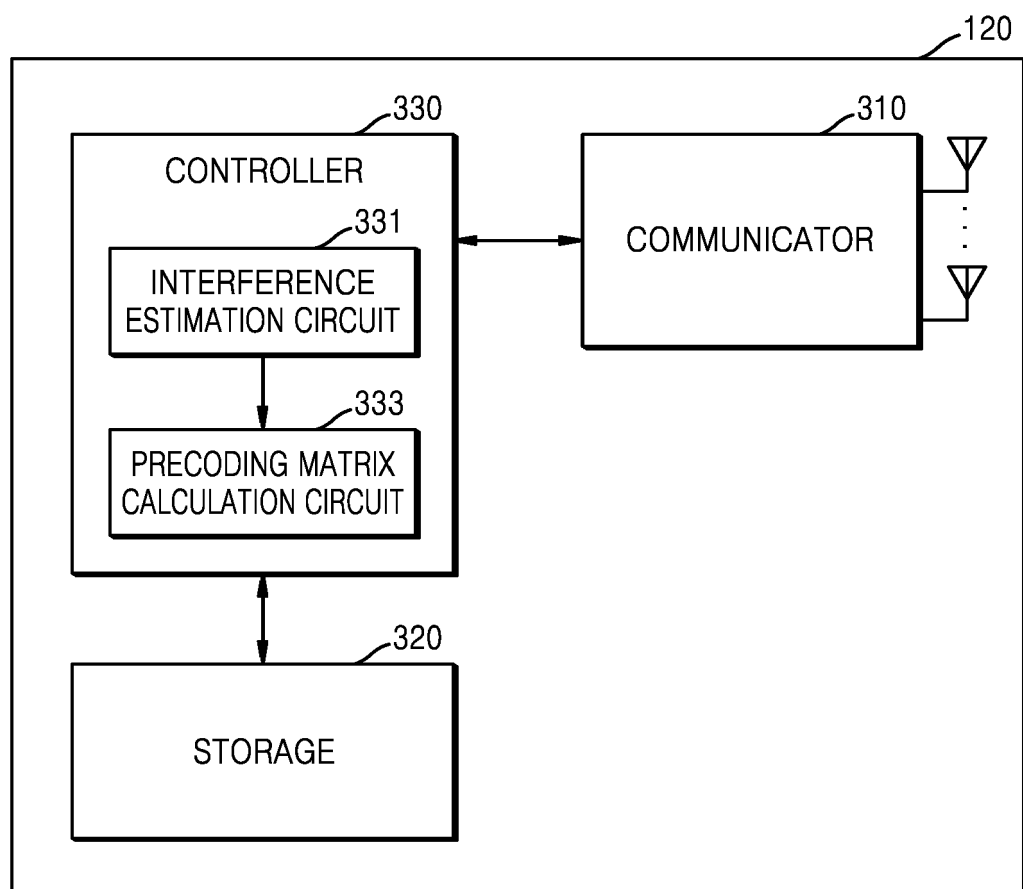 120
330
310
CONTROLLER
331
INTERFERENCE
ESTIMATION CIRCUIT
COMMUNICATOR
333
PRECODING MATRIX
CALCULATION CIRCUIT
320
STORAGE